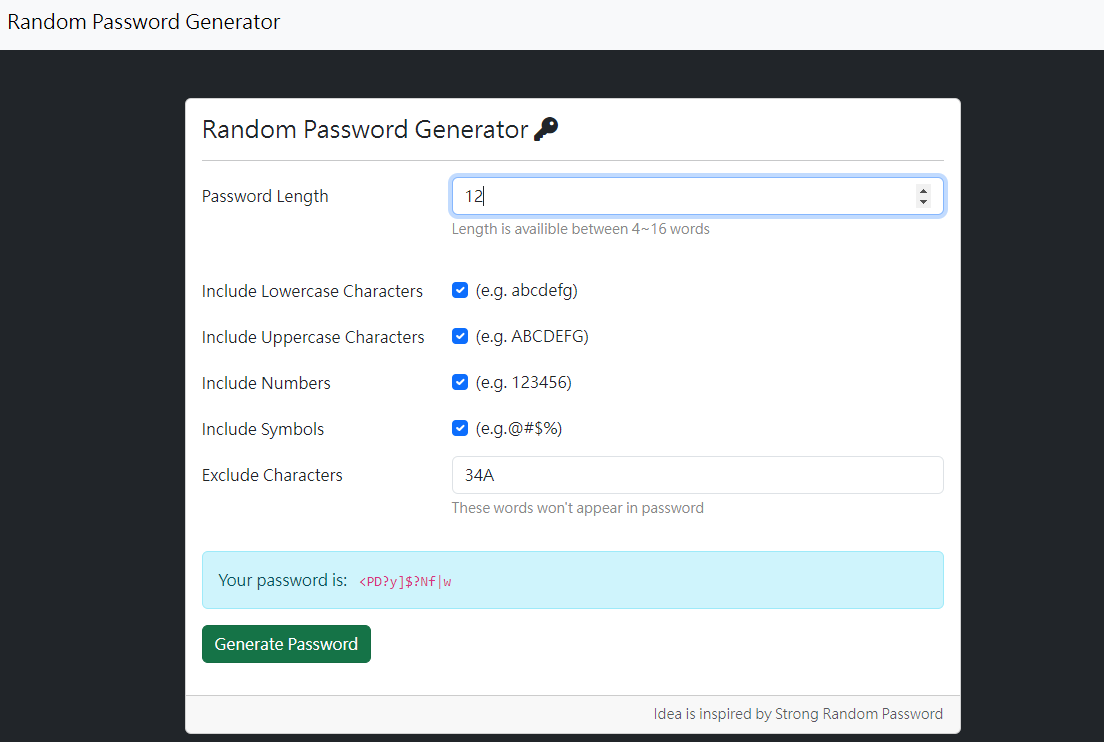 Random Password Generator
Random Password Generator
Password Length
12
Length is availible between 4~16 words
Include Lowercase Characters
(e.g. abcdefg)
Include Uppercase Characters
(e.g. ABCDEFG)
Include Numbers
(e.g. 123456)
Include Symbols
(e.g.@#$%)
Exclude Characters
34A
These words won't appear in password
Your password is: <PD?y]$?Nf|w
Generate Password
Idea is inspired by Strong Random Password